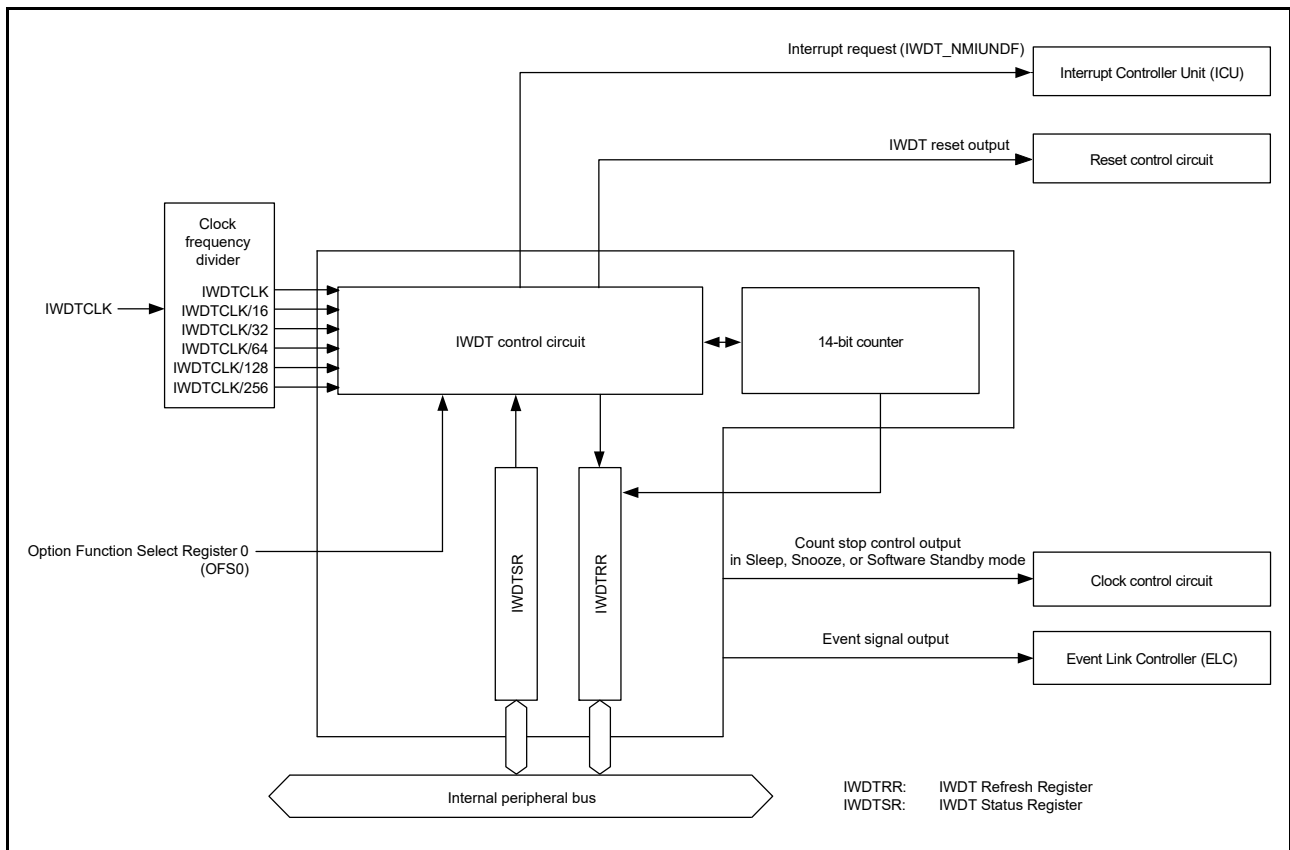 Interrupt request (IWDT_NMIUNDF)
Interrupt Controller Unit (ICU)
IWDT reset output
Reset control circuit
Clock
frequency
divider
IWDTCLK
IWDTCLK
IWDTCLK/16
IWDTCLK/32
IWDTCLK/64
IWDTCLK/128
IWDTCLK/256
IWDT control circuit
14-bit counter
Option Function Select Register 0
(OFS0)
IWDTSR
IWDTRR
Count stop control output
in Sleep, Snooze, or Software Standby mode
Clock control circuit
Event signal output
Event Link Controller (ELC)
Internal peripheral bus
IWDTRR: IWDT Refresh Register
IWDTSR: IWDT Status Register